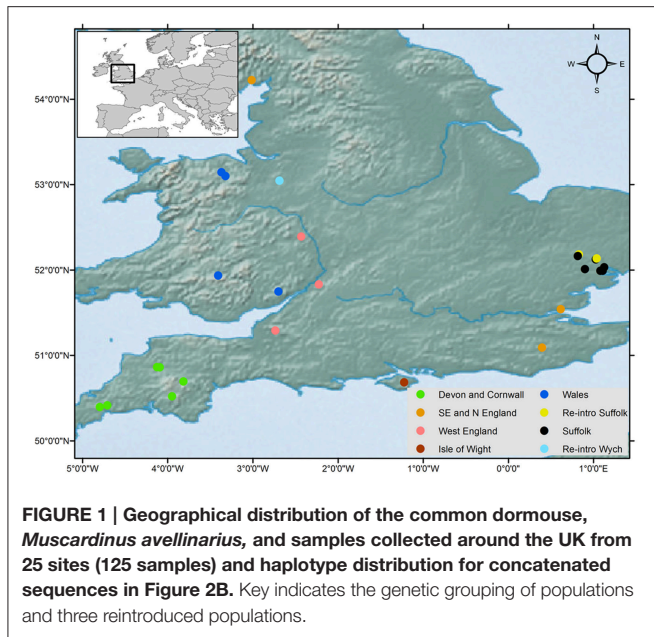 N
W E
S
54°0'0"N
53°0'0"N
52°0'0"N
51°0'0"N
50°0'0"N
5°0'0"W 4°0'0"W 3°0'0"W 2°0'0"W 1°0'0"W 0°0'0" 1°0'0"E
Devon and Cornwall
SE and N England
West England
Isle of Wight
Wales
Re-intro Suffolk
Suffolk
Re-intro Wych
FIGURE 1 | Geographical distribution of the common dormouse,
Muscardinus avellinarius, and samples collected around the UK from
25 sites (125 samples) and haplotype distribution for concatenated
sequences in Figure 2B. Key indicates the genetic grouping of populations
and three reintroduced populations.